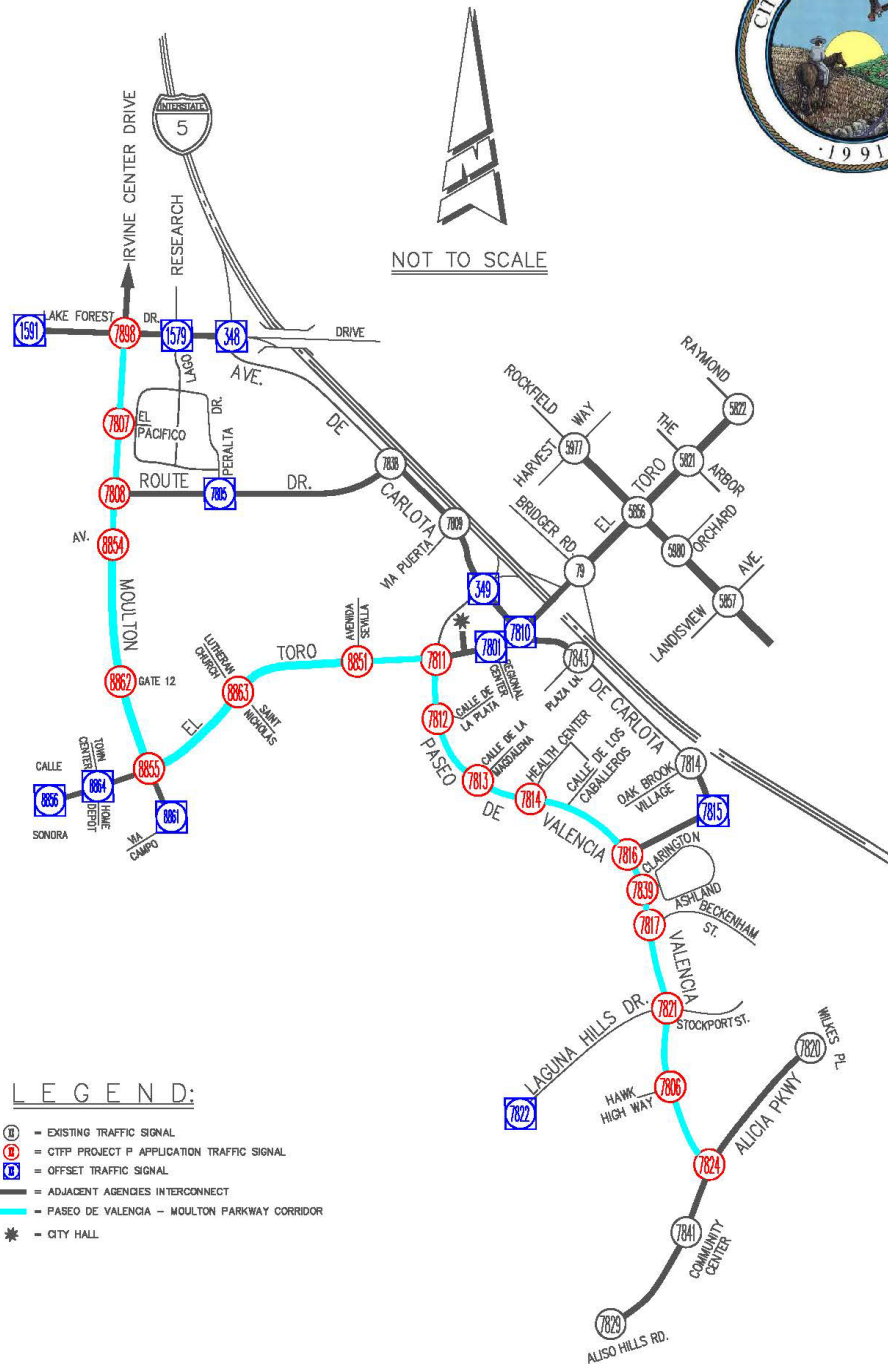 CIT
· 1991
INTERSTATE
5
IRVINE CENTER DRIVE
RESEARCH
NOT TO SCALE
1591
LAKE FOREST
7898
DR.
1579
348
DRIVE
LAGO
AVE.
DE
CARLOTA
7807
EL
PACIFICO
DR.
PERALTA
7808
ROUTE
7805
DR.
7838
AV.
8854
7809
VIA PUERTA
ROCKFIELD
WAY
HARVEST
5977
RAYMOND
5822
THE
5821
ARBOR
TORO
EL
5856
BRIDGER RD.
5980
ORCHARD
79
5857
AVE.
LANDISVIEW
349
7810
7801
REGIONAL
CENTER
7843
PLAZA LN.
DE CARLOTA
MOULTON
8862
GATE 12
LUTHERAN
CHURCH
8863
SAINT
NICHOLAS
TORO
EL
AVENIDA
SEVILLA
8851
7811
7812
CALLE DE
LA PLATA
PASEO
DE
VALENCIA
7813
CALLE DE LA
MAGDALENA
7814
HEALTH CENTER
CALLE DE LOS
CABALLEROS
7814
OAK BROOK
VILLAGE
7815
8855
CALLE
SONORA
8856
TOWN
CENTER
8864
HOME
DEPOT
VIA
CAMPO
8861
7816
CLARINGTON
7839
ASHLAND
7817
BECKENHAM
ST.
VALENCIA
7821
STOCKPORT ST.
LAGUNA HILLS DR.
7822
7806
HAWK
HIGH WAY
7820
WILKES PL
ALICIA PKWY
7824
7841
COMMUNITY
CENTER
7829
ALISO HILLS RD.
LEGEND:
= EXISTING TRAFFIC SIGNAL
= CTFP PROJECT P APPLICATION TRAFFIC SIGNAL
= OFFSET TRAFFIC SIGNAL
= ADJACENT AGENCIES INTERCONNECT
= PASEO DE VALENCIA - MOULTON PARKWAY CORRIDOR
= CITY HALL